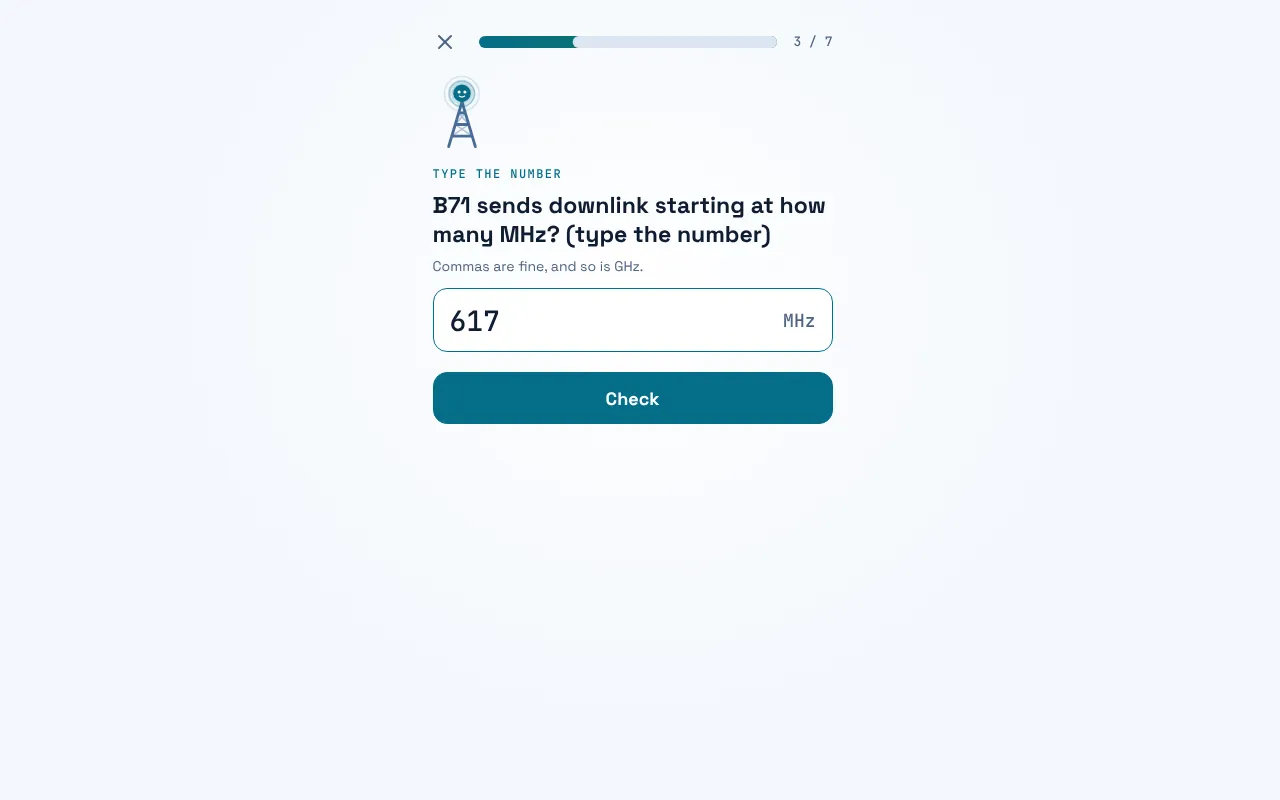 3 / 7
TYPE THE NUMBER
B71 sends downlink starting at how
many MHz? (type the number)
Commas are fine, and so is GHz.
617 MHz
Check